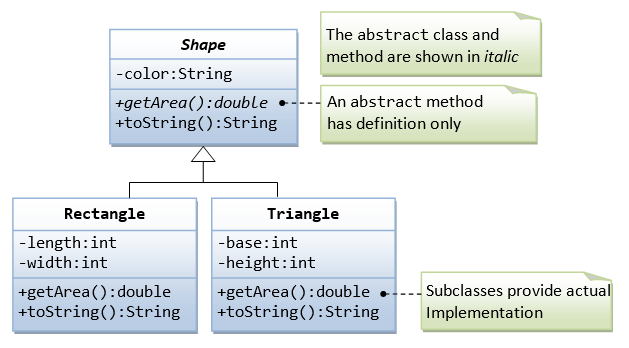 Shape
-color:String
+getArea():double
+toString():String
The abstract class and
method are shown in italic
An abstract method
has definition only
Rectangle
-length:int
-width:int
+getArea():double
+toString():String
Triangle
-base:int
-height:int
+getArea():double
+toString():String
Subclasses provide actual
Implementation